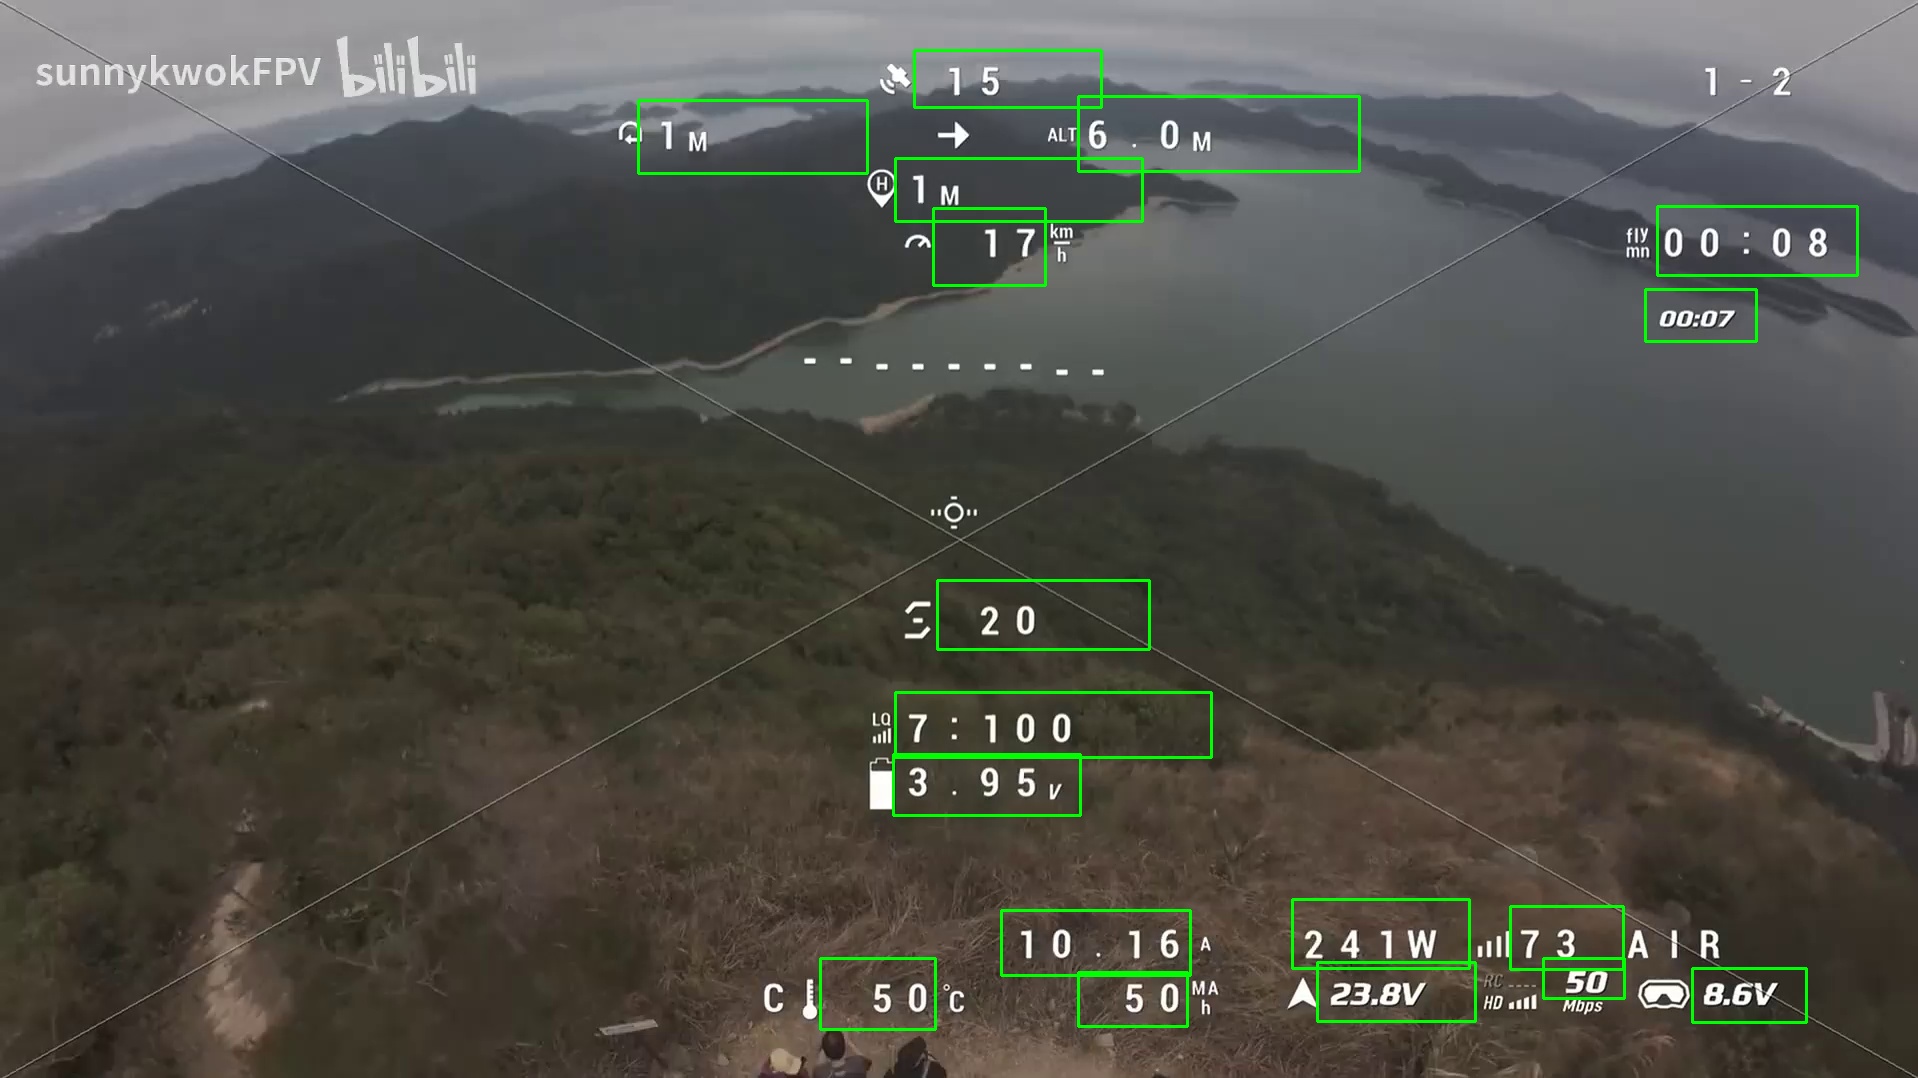 sunnykwokFPV bilibili
15
1 - 2
1 M
ALT 6 . 0 M
H 1 M
17 km/h
fly mn 00 : 08
00:07
20
LQ 7 : 100
3 . 95 V
10 . 16 A
241W
73 AIR
C 50 °C
50 MAh
23.8V
RC ----
HD
50 Mbps
8.6V